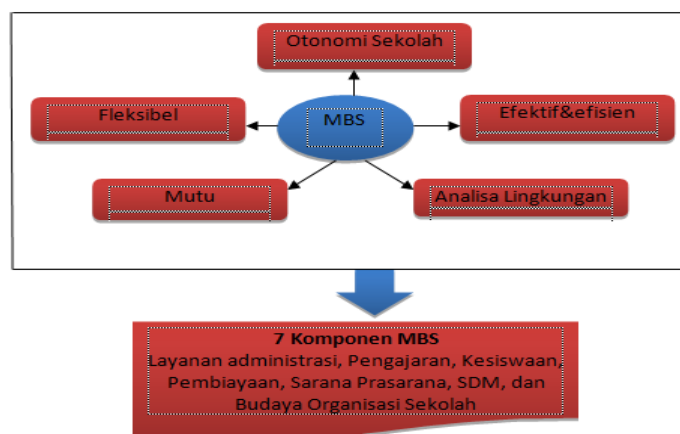 Otonomi Sekolah
Fleksibel
MBS
Efektif&efisien
Mutu
Analisa Lingkungan
7 Komponen MBS
Layanan administrasi, Pengajaran, Kesiswaan,
Pembiayaan, Sarana Prasarana, SDM, dan
Budaya Organisasi Sekolah